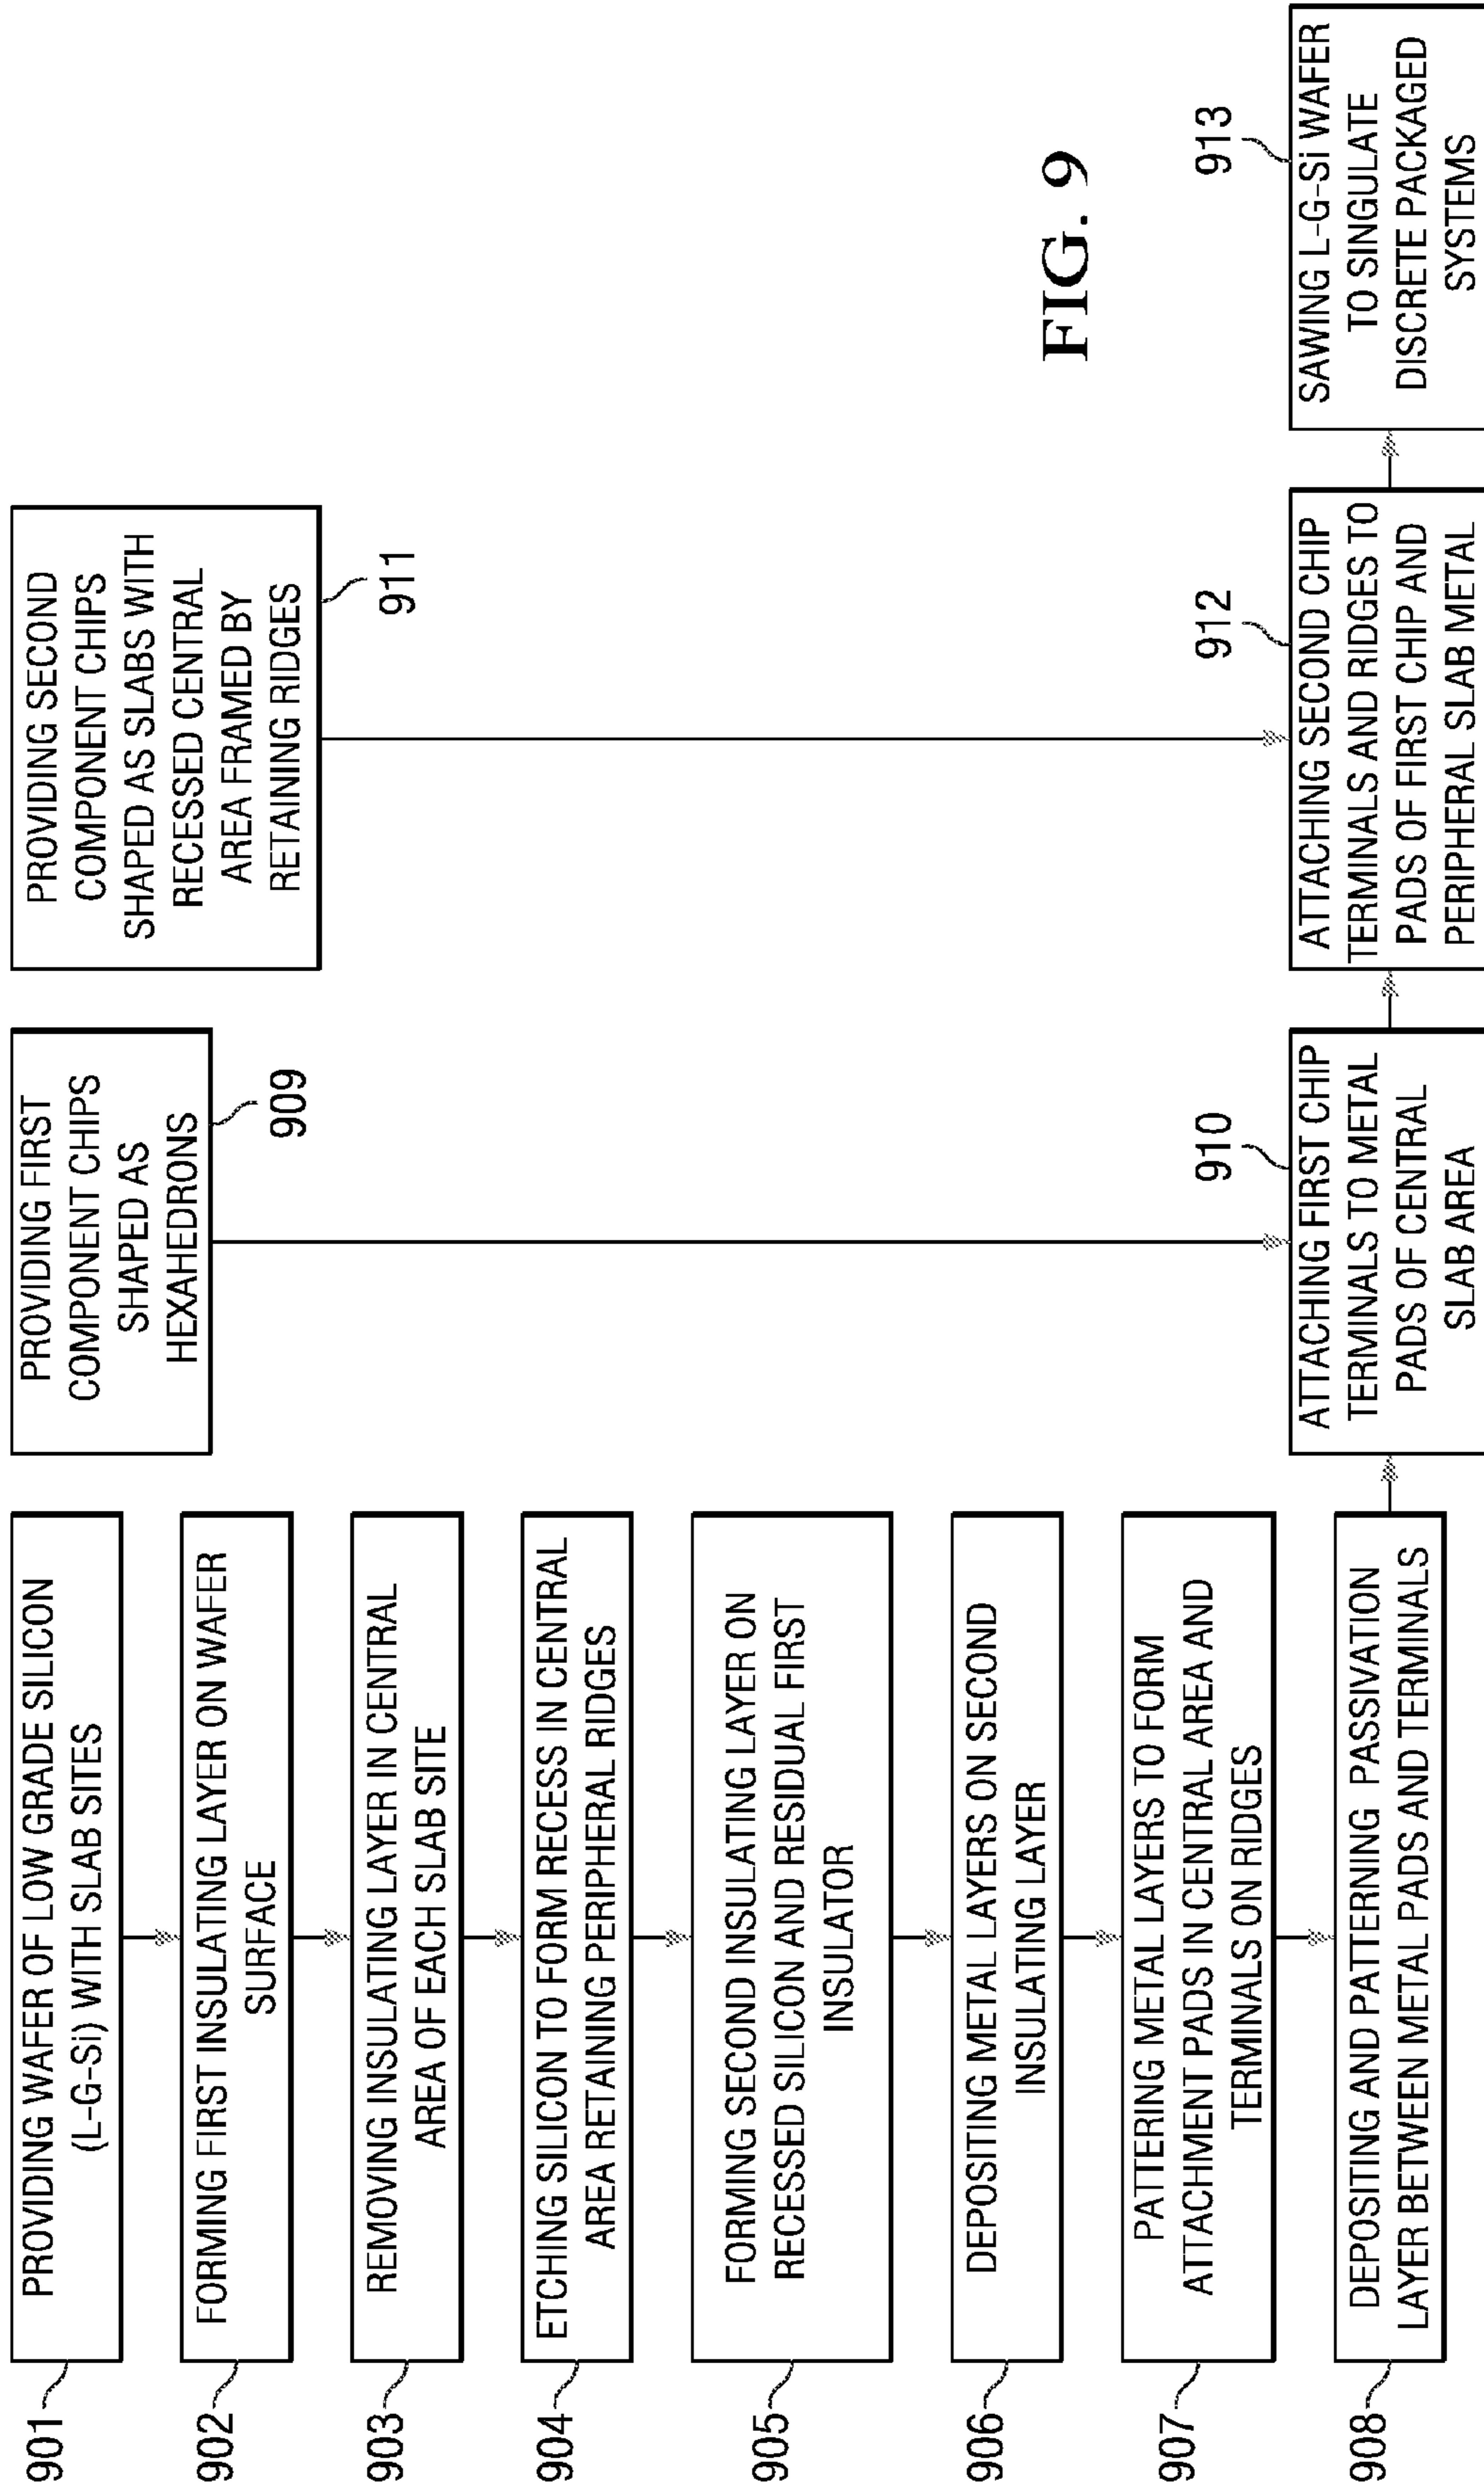 901
PROVIDING WAFER OF LOW GRADE SILICON
(L-G-Si) WITH SLAB SITES
902
FORMING FIRST INSULATING LAYER ON WAFER
SURFACE
903
REMOVING INSULATING LAYER IN CENTRAL
AREA OF EACH SLAB SITE
904
ETCHING SILICON TO FORM RECESS IN CENTRAL
AREA RETAINING PERIPHERAL RIDGES
905
FORMING SECOND INSULATING LAYER ON
RECESSED SILICON AND RESIDUAL FIRST
INSULATOR
906
DEPOSITING METAL LAYERS ON SECOND
INSULATING LAYER
907
PATTERING METAL LAYERS TO FORM
ATTACHMENT PADS IN CENTRAL AREA AND
TERMINALS ON RIDGES
908
DEPOSITING AND PATTERNING PASSIVATION
LAYER BETWEEN METAL PADS AND TERMINALS
PROVIDING FIRST
COMPONENT CHIPS
SHAPED AS
HEXAHEDRONS
909
910
ATTACHING FIRST CHIP
TERMINALS TO METAL
PADS OF CENTRAL
SLAB AREA
PROVIDING SECOND
COMPONENT CHIPS
SHAPED AS SLABS WITH
RECESSED CENTRAL
AREA FRAMED BY
RETAINING RIDGES
911
912
ATTACHING SECOND CHIP
TERMINALS AND RIDGES TO
PADS OF FIRST CHIP AND
PERIPHERAL SLAB METAL
913
SAWING L-G-Si WAFER
TO SINGULATE
DISCRETE PACKAGED
SYSTEMS
FIG. 9